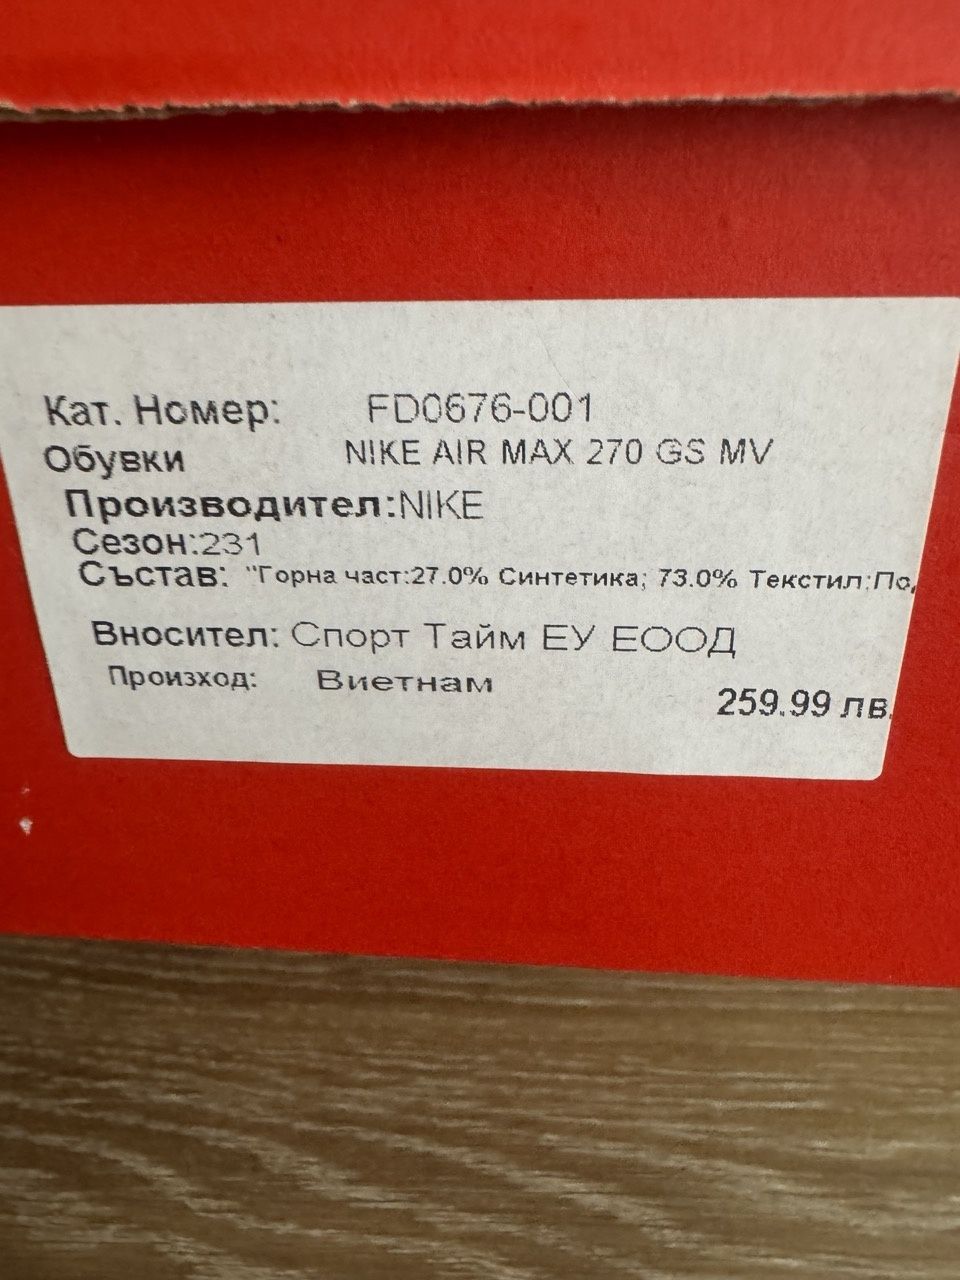 Кат. Номер: FD0676-001
Обувки NIKE AIR MAX 270 GS MV
Производител:NIKE
Сезон:231
Състав: "Горна част:27.0% Синтетика; 73.0% Текстил;По
Вносител: Спорт Тайм ЕУ ЕООД
Произход: Виетнам
259.99 лв.